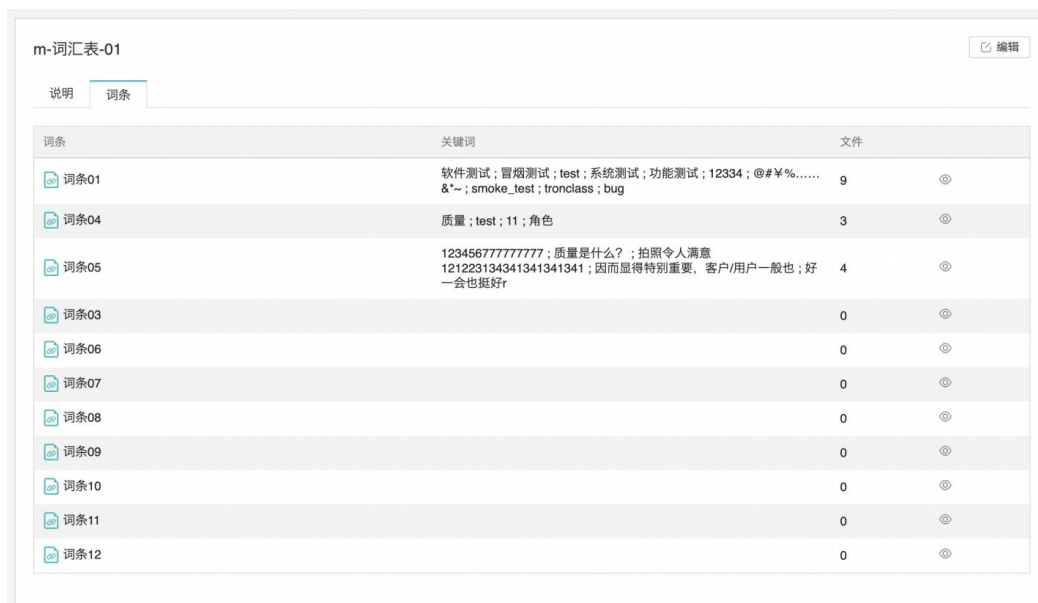 m-词汇表-01
编辑
说明 词条
词条 关键词 文件
词条01 软件测试 ; 冒烟测试 ; test ; 系统测试 ; 功能测试 ; 12334 ; @#￥%…… 9
&*~ ; smoke_test ; tronclass ; bug
词条04 质量 ; test ; 11 ; 角色 3
123456777777777 ; 质量是什么？ ; 拍照令人满意
词条05 121223134341341341341 ; 因而显得特别重要，客户/用户一般也 ; 好 4
一会也挺好r
词条03 0
词条06 0
词条07 0
词条08 0
词条09 0
词条10 0
词条11 0
词条12 0